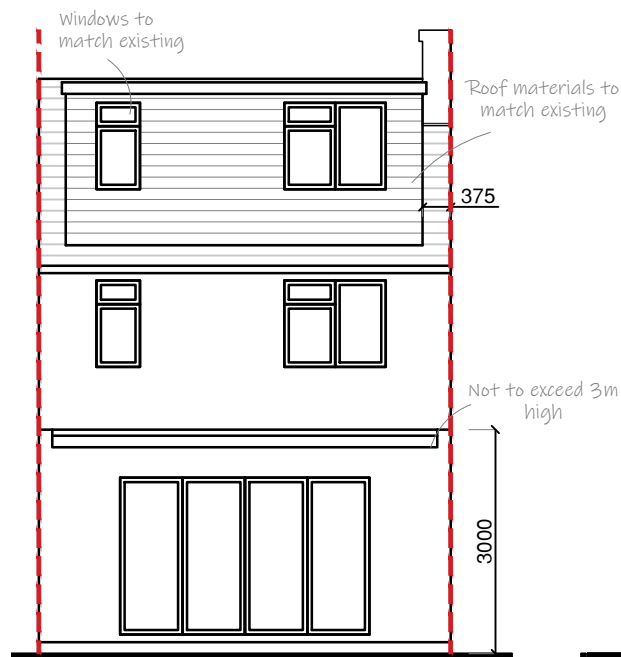 Windows to
match existing
Roof materials to
match existing
375
Not to exceed 3m
high
3000